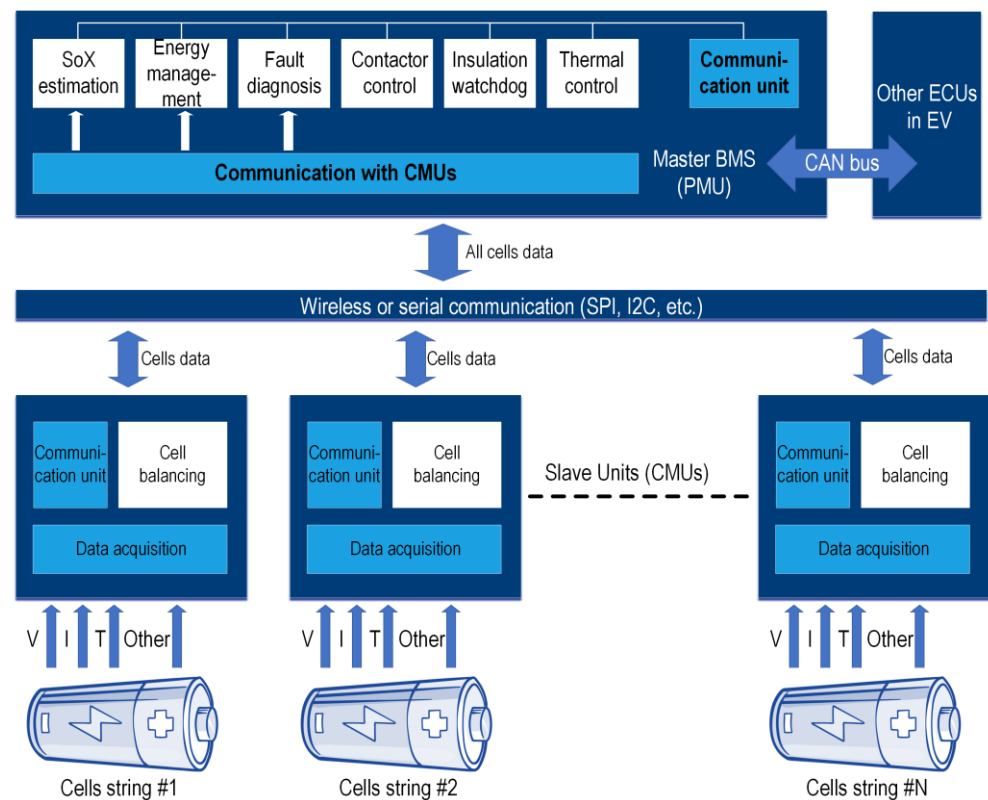 SoX
estimation
Energy
manage-
ment
Fault
diagnosis
Contactor
control
Insulation
watchdog
Thermal
control
Communi-
cation unit
Other ECUs
in EV
Communication with CMUs
Master BMS
(PMU)
CAN bus
All cells data
Wireless or serial communication (SPI, I2C, etc.)
Cells data
Cells data
Cells data
Communi-
cation unit
Cell
balancing
Data acquisition
Communi-
cation unit
Cell
balancing
Data acquisition
Slave Units (CMUs)
Communi-
cation unit
Cell
balancing
Data acquisition
V I T Other
V I T Other
V I T Other
Cells string #1
Cells string #2
Cells string #N